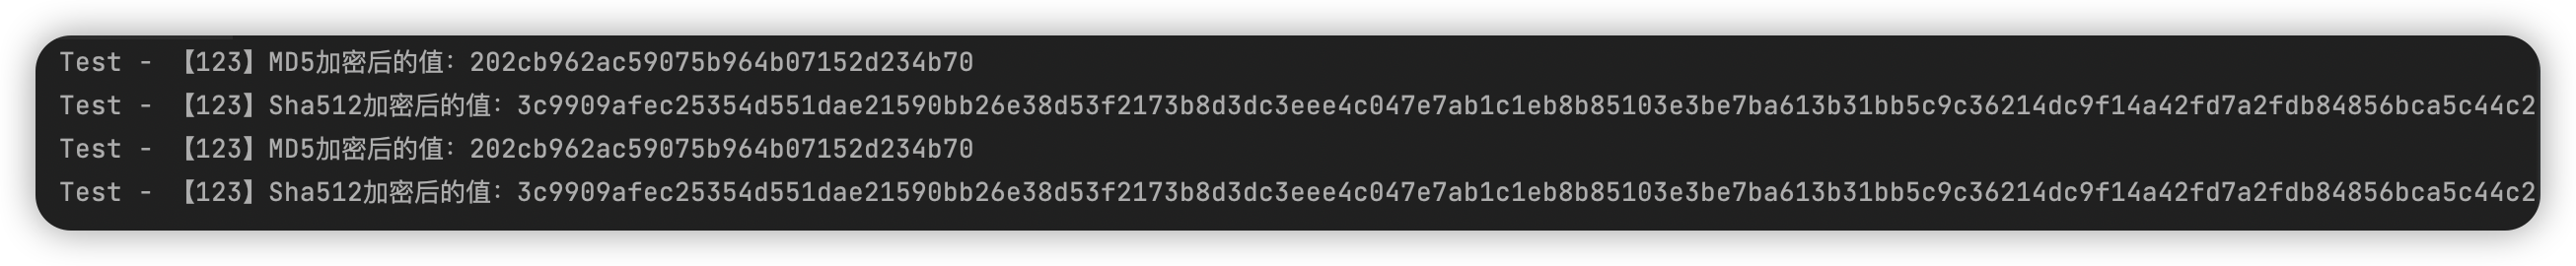 Test - 【123】MD5加密后的值：202cb962ac59075b964b07152d234b70
Test - 【123】Sha512加密后的值：3c9909afec25354d551dae21590bb26e38d53f2173b8d3dc3eee4c047e7ab1c1eb8b85103e3be7ba613b31bb5c9c36214dc9f14a42fd7a2fdb84856bca5c44c2
Test - 【123】MD5加密后的值：202cb962ac59075b964b07152d234b70
Test - 【123】Sha512加密后的值：3c9909afec25354d551dae21590bb26e38d53f2173b8d3dc3eee4c047e7ab1c1eb8b85103e3be7ba613b31bb5c9c36214dc9f14a42fd7a2fdb84856bca5c44c2